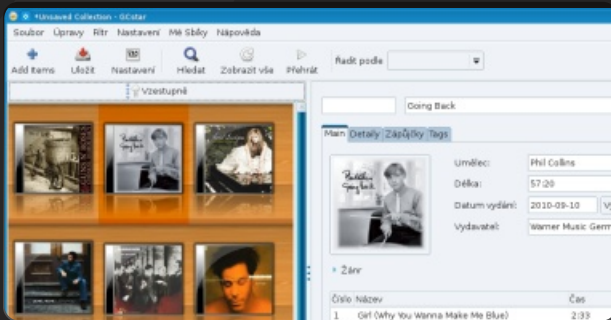 *Unsaved Collection - GCstar
Soubor Úpravy Filtr Nastavení Mé Sbíky Nápověda
Add Items Uložit Nastavení Hledat Zobrazit vše Přehrát Řadit podle
Vzestupně
Going Back
Main Detaily Zápůjčky Tags
Umělec: Phil Collins
Délka: 57:20
Datum vydání: 2010-09-10
Vydavatel: Warner Music Germ
Žánr
Číslo Název Čas
1 Girl (Why You Wanna Make Me Blue) 2:33